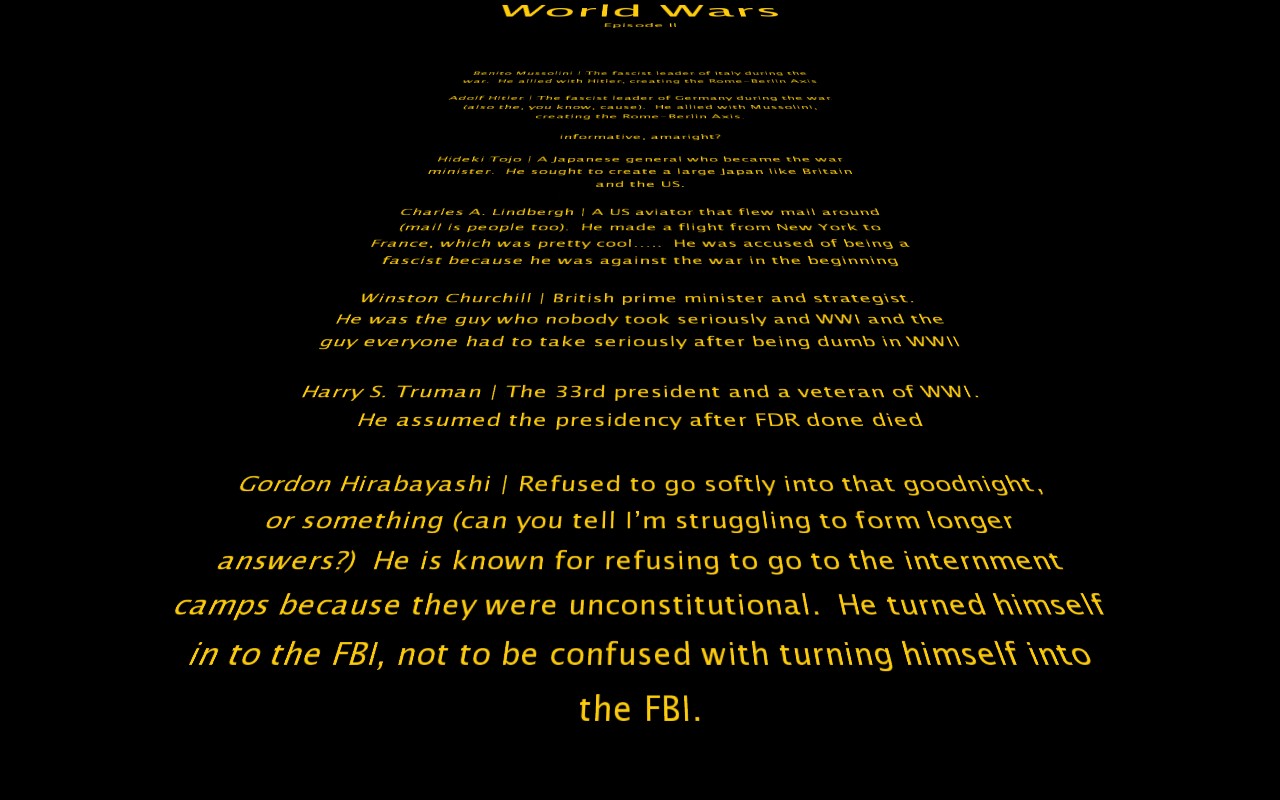 World Wars
Episode II
Benito Mussolini | The fascist leader of Italy during the
war.  He allied with Hitler, creating the Rome-Berlin Axis
Adolf Hitler | The fascist leader of Germany during the war
(also the, you know, cause).  He allied with Mussolini,
creating the Rome-Berlin Axis.
informative, amaright?
Hideki Tojo | A Japanese general who became the war
minister.  He sought to create a large Japan like Britain
and the US.
Charles A. Lindbergh | A US aviator that flew mail around
(mail is people too).  He made a flight from New York to
France, which was pretty cool.....  He was accused of being a
fascist because he was against the war in the beginning
Winston Churchill | British prime minister and strategist.
He was the guy who nobody took seriously and WWI and the
guy everyone had to take seriously after being dumb in WWII
Harry S. Truman | The 33rd president and a veteran of WWI.
He assumed the presidency after FDR done died
Gordon Hirabayashi | Refused to go softly into that goodnight,
or something (can you tell I’m struggling to form longer
answers?)  He is known for refusing to go to the internment
camps because they were unconstitutional.  He turned himself
in to the FBI, not to be confused with turning himself into
the FBI.